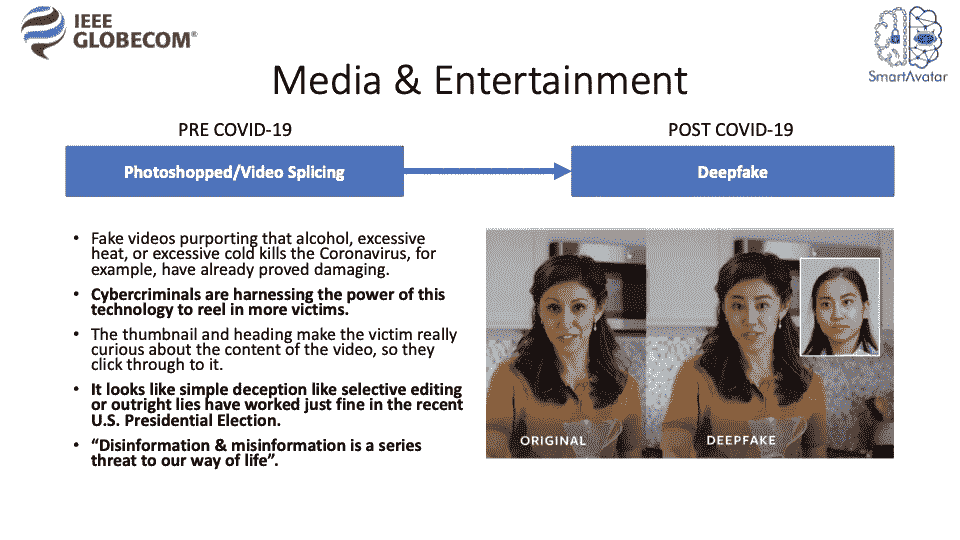 IEEE
GLOBECOM®
SmartAvatar
Media & Entertainment
PRE COVID-19
POST COVID-19
Photoshopped/Video Splicing
Deepfake
• Fake videos purporting that alcohol, excessive
heat, or excessive cold kills the Coronavirus, for
example, have already proved damaging.
• Cybercriminals are harnessing the power of this
technology to reel in more victims.
• The thumbnail and heading make the victim really
curious about the content of the video, so they
click through to it.
• It looks like simple deception like selective editing
or outright lies have worked just fine in the recent
U.S. Presidential Election.
• “Disinformation & misinformation is a series
threat to our way of life”.
ORIGINAL
DEEPFAKE